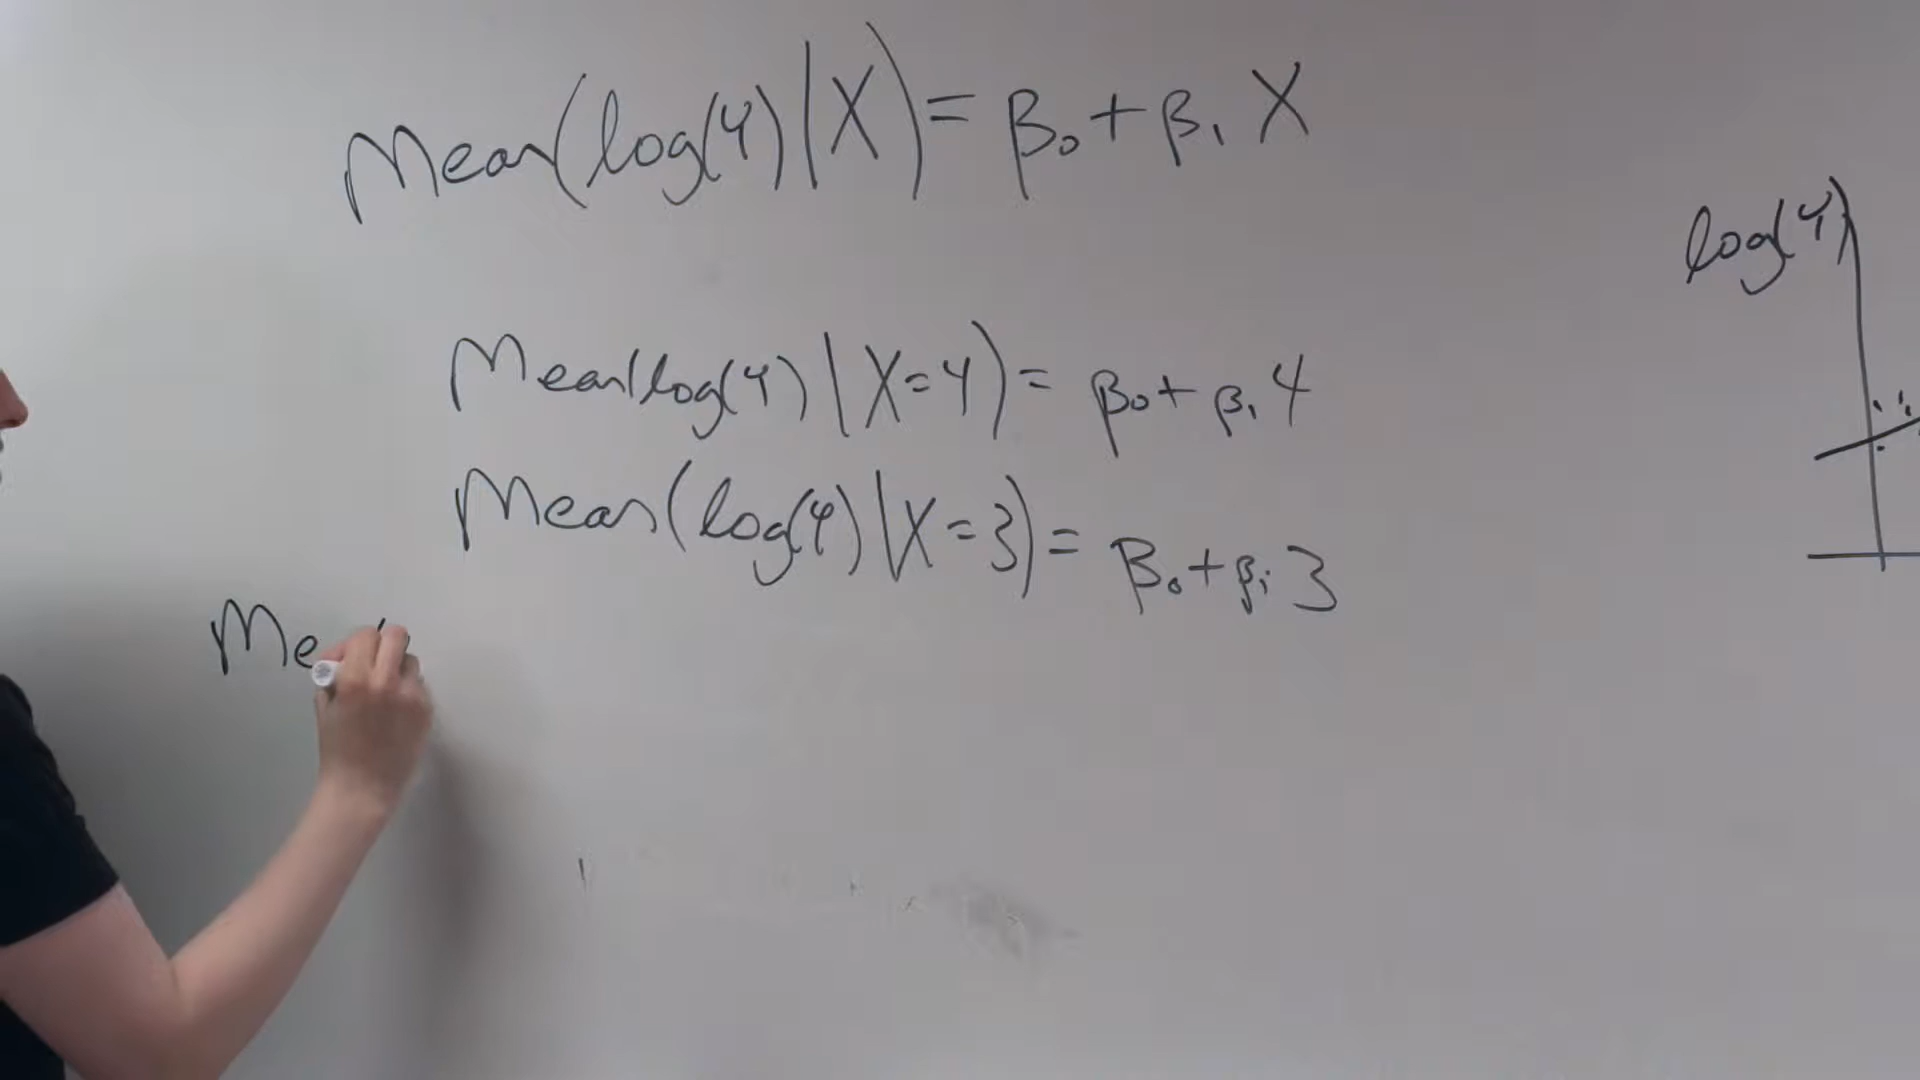 Mean(log(Y)|X) = β₀ + β₁ X
log(Y)
Mean(log(Y)|X=4) = β₀ + β₁ 4
Mean(log(Y)|X=3) = β₀ + β₁ 3
Me